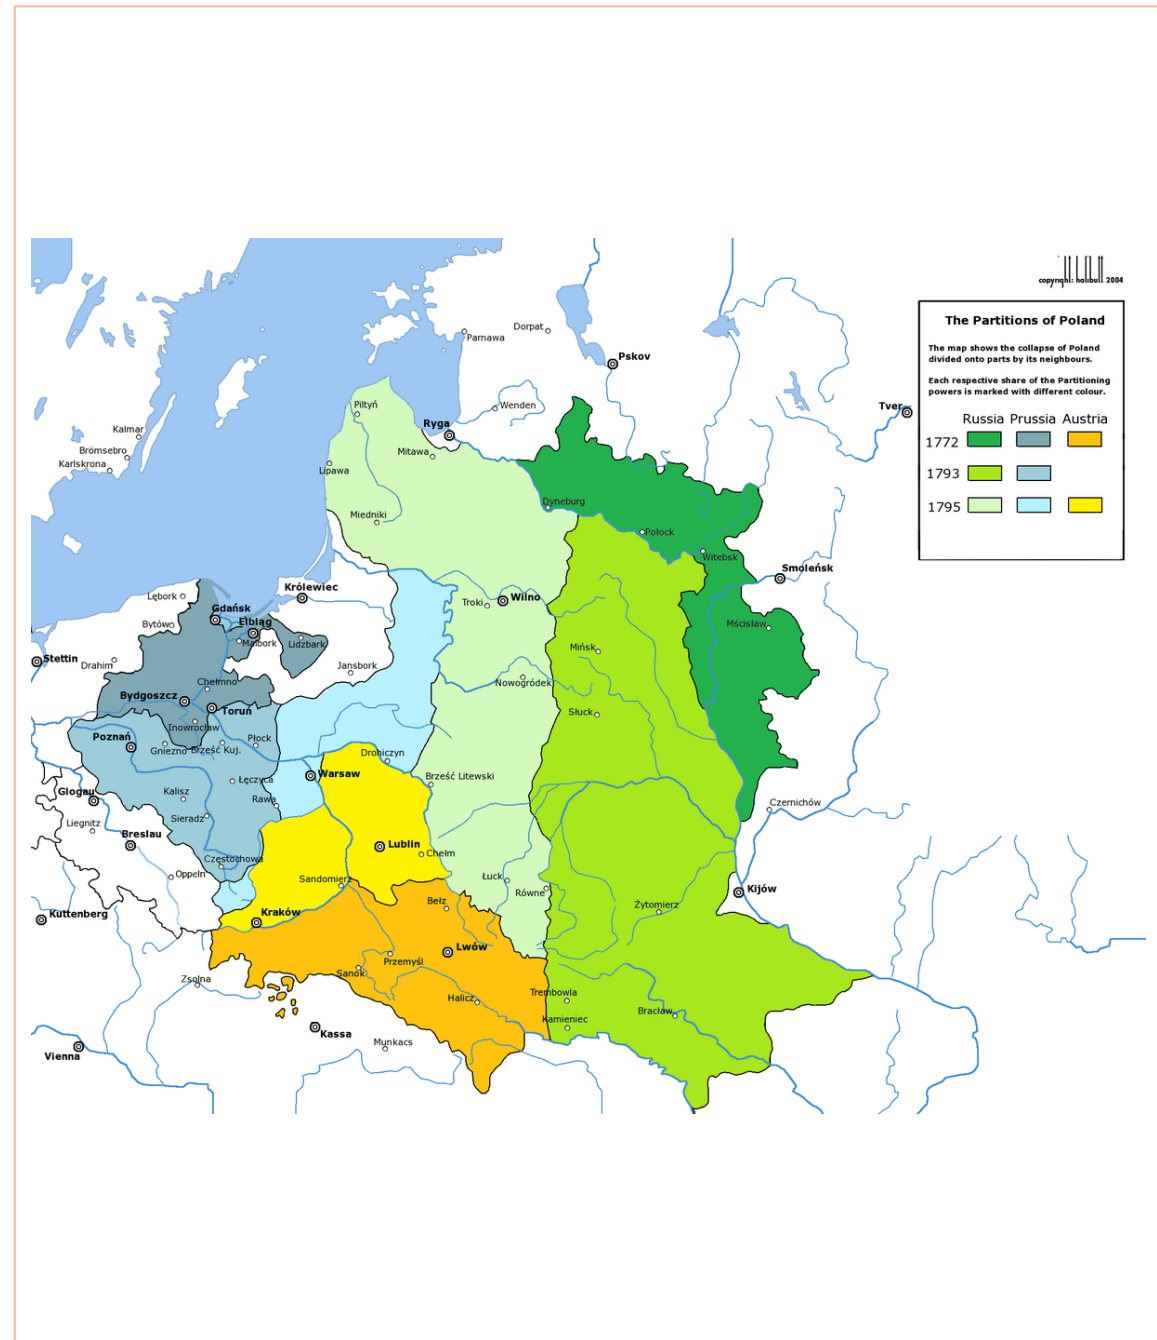 copyright: halibutt 2004
The Partitions of Poland
The map shows the collapse of Poland
divided onto parts by its neighbours.
Each respective share of the Partitioning
powers is marked with different colour.
Russia Prussia Austria
1772
1793
1795
Dorpat
Parnawa
Pskov
Piltyń
Wenden
Tver
Kalmar
Ryga
Brömsebro
Mitawa
Karlskrona
Lipawa
Dyneburg
Miedniki
Połock
Witebsk
Smoleńsk
Królewiec
Lębork
Wilno
Troki
Gdańsk
Elbląg
Bytów
Mścisław
Malbork
Lidzbark
Mińsk
Stettin
Drahim
Jansbork
Chełmno
Nowogródek
Bydgoszcz
Toruń
Słuck
Inowrocław
Poznań
Płock
Gniezno
Brześć Kuj.
Drohiczyn
Warsaw
Brześć Litewski
Łęczyca
Glogau
Kalisz
Rawa
Czernichów
Sieradz
Liegnitz
Breslau
Lublin
Chełm
Częstochowa
Oppeln
Sandomierz
Łuck
Równe
Kijów
Bełz
Żytomierz
Kuttenberg
Kraków
Lwów
Przemyśl
Sanok
Zsolna
Trembowla
Halicz
Bracław
Kamieniec
Kassa
Munkacs
Vienna